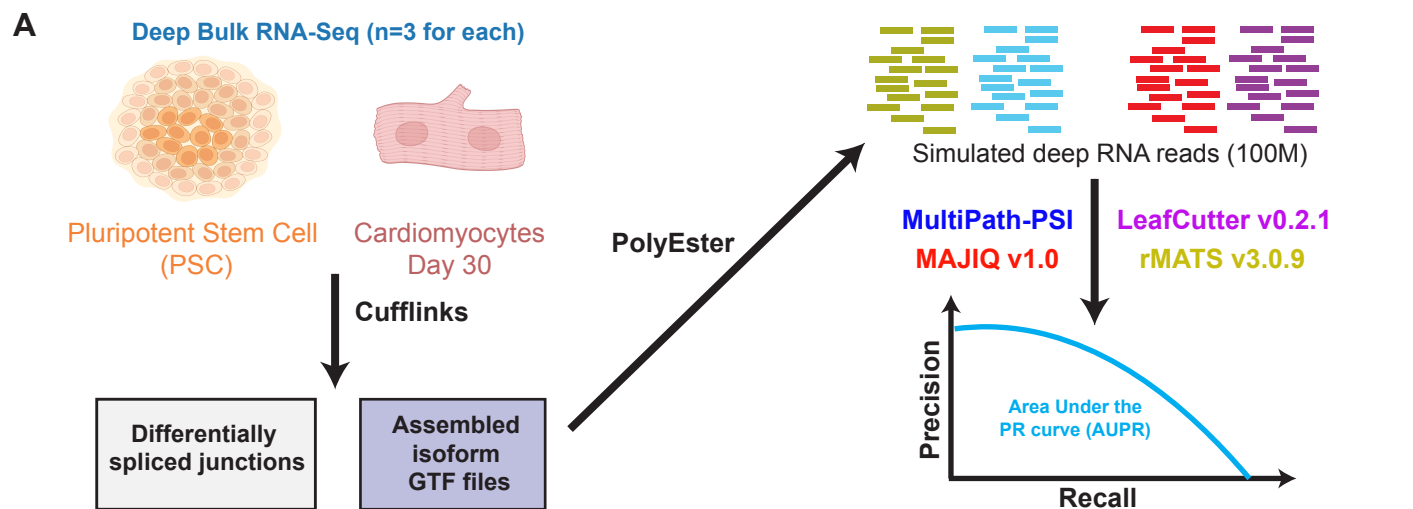 A
Deep Bulk RNA-Seq (n=3 for each)
Pluripotent Stem Cell
(PSC)
Cardiomyocytes
Day 30
Cufflinks
Differentially
spliced junctions
Assembled
isoform
GTF files
PolyEster
Simulated deep RNA reads (100M)
MultiPath-PSI
LeafCutter v0.2.1
MAJIQ v1.0
rMATS v3.0.9
Precision
Area Under the
PR curve (AUPR)
Recall